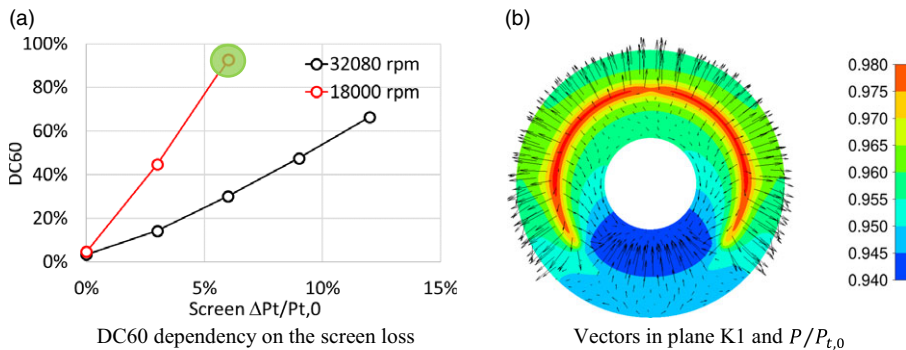 (a)
100%
80%
60%
40%
20%
0%
DC60
32080 rpm
18000 rpm
0%
5%
10%
15%
Screen ΔPt/Pt,0
DC60 dependency on the screen loss
(b)
0.980
0.975
0.970
0.965
0.960
0.955
0.950
0.945
0.940
Vectors in plane K1 and P/Pₜ,₀